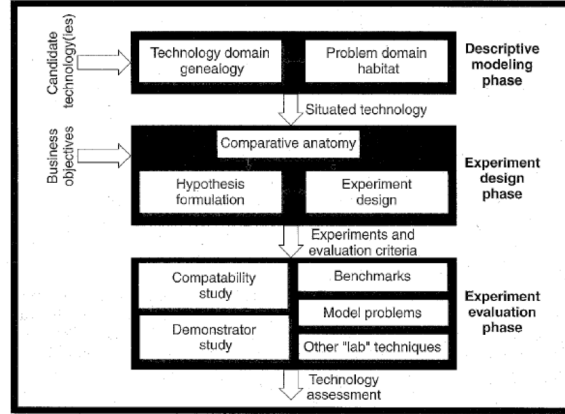 Candidate
technology(ies)
Technology domain
genealogy
Problem domain
habitat
Descriptive
modeling
phase
Situated technology
Business
objectives
Comparative anatomy
Hypothesis
formulation
Experiment
design
Experiment
design
phase
Experiments and
evaluation criteria
Compatability
study
Demonstrator
study
Benchmarks
Model problems
Other "lab" techniques
Experiment
evaluation
phase
Technology
assessment